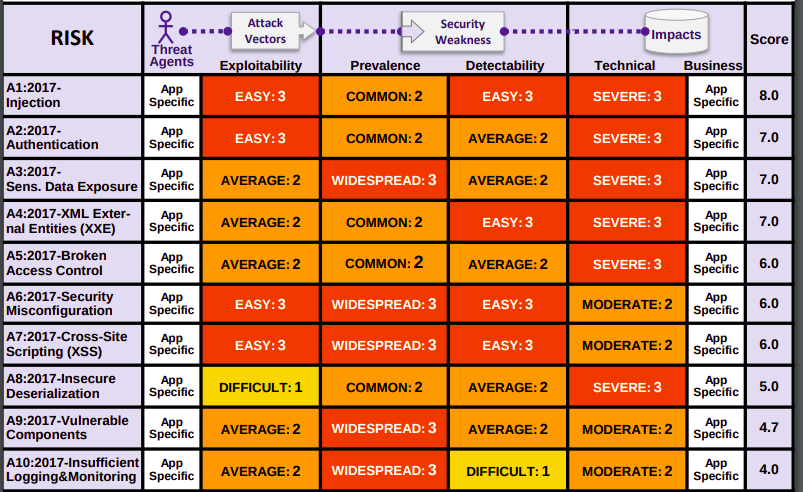 RISK
Threat
Agents
Attack
Vectors
Security
Weakness
Impacts
Score
Exploitability
Prevalence
Detectability
Technical
Business
A1:2017-
Injection
App
Specific
EASY: 3
COMMON: 2
EASY: 3
SEVERE: 3
App
Specific
8.0
A2:2017-
Authentication
App
Specific
EASY: 3
COMMON: 2
AVERAGE: 2
SEVERE: 3
App
Specific
7.0
A3:2017-
Sens. Data Exposure
App
Specific
AVERAGE: 2
WIDESPREAD: 3
AVERAGE: 2
SEVERE: 3
App
Specific
7.0
A4:2017-XML Exter-
nal Entities (XXE)
App
Specific
AVERAGE: 2
COMMON: 2
EASY: 3
SEVERE: 3
App
Specific
7.0
A5:2017-Broken
Access Control
App
Specific
AVERAGE: 2
COMMON: 2
AVERAGE: 2
SEVERE: 3
App
Specific
6.0
A6:2017-Security
Misconfiguration
App
Specific
EASY: 3
WIDESPREAD: 3
EASY: 3
MODERATE: 2
App
Specific
6.0
A7:2017-Cross-Site
Scripting (XSS)
App
Specific
EASY: 3
WIDESPREAD: 3
EASY: 3
MODERATE: 2
App
Specific
6.0
A8:2017-Insecure
Deserialization
App
Specific
DIFFICULT: 1
COMMON: 2
AVERAGE: 2
SEVERE: 3
App
Specific
5.0
A9:2017-Vulnerable
Components
App
Specific
AVERAGE: 2
WIDESPREAD: 3
AVERAGE: 2
MODERATE: 2
App
Specific
4.7
A10:2017-Insufficient
Logging&Monitoring
App
Specific
AVERAGE: 2
WIDESPREAD: 3
DIFFICULT: 1
MODERATE: 2
App
Specific
4.0